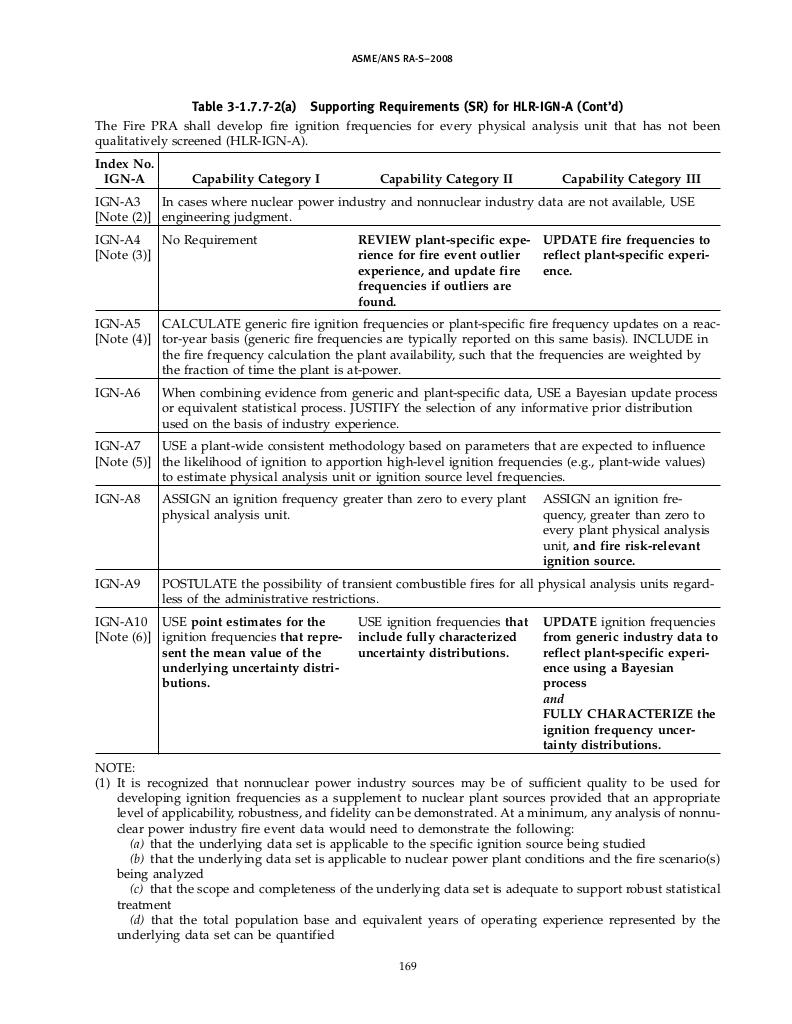 ASME/ANS RA-S–2008
Table 3-1.7.7-2(a) Supporting Requirements (SR) for HLR-IGN-A (Cont'd)
The Fire PRA shall develop fire ignition frequencies for every physical analysis unit that has not been
qualitatively screened (HLR-IGN-A).
Index No.
IGN-A
Capability Category I
Capability Category II
Capability Category III
IGN-A3
[Note (2)]
In cases where nuclear power industry and nonnuclear industry data are not available, USE
engineering judgment.
IGN-A4
[Note (3)]
No Requirement
REVIEW plant-specific expe-
rience for fire event outlier
experience, and update fire
frequencies if outliers are
found.
UPDATE fire frequencies to
reflect plant-specific experi-
ence.
IGN-A5
[Note (4)]
CALCULATE generic fire ignition frequencies or plant-specific fire frequency updates on a reac-
tor-year basis (generic fire frequencies are typically reported on this same basis). INCLUDE in
the fire frequency calculation the plant availability, such that the frequencies are weighted by
the fraction of time the plant is at-power.
IGN-A6
When combining evidence from generic and plant-specific data, USE a Bayesian update process
or equivalent statistical process. JUSTIFY the selection of any informative prior distribution
used on the basis of industry experience.
IGN-A7
[Note (5)]
USE a plant-wide consistent methodology based on parameters that are expected to influence
the likelihood of ignition to apportion high-level ignition frequencies (e.g., plant-wide values)
to estimate physical analysis unit or ignition source level frequencies.
IGN-A8
ASSIGN an ignition frequency greater than zero to every plant
physical analysis unit.
ASSIGN an ignition fre-
quency, greater than zero to
every plant physical analysis
unit, and fire risk-relevant
ignition source.
IGN-A9
POSTULATE the possibility of transient combustible fires for all physical analysis units regard-
less of the administrative restrictions.
IGN-A10
[Note (6)]
USE point estimates for the
ignition frequencies that repre-
sent the mean value of the
underlying uncertainty distri-
butions.
USE ignition frequencies that
include fully characterized
uncertainty distributions.
UPDATE ignition frequencies
from generic industry data to
reflect plant-specific experi-
ence using a Bayesian
process
and
FULLY CHARACTERIZE the
ignition frequency uncer-
tainty distributions.
NOTE:
(1) It is recognized that nonnuclear power industry sources may be of sufficient quality to be used for
developing ignition frequencies as a supplement to nuclear plant sources provided that an appropriate
level of applicability, robustness, and fidelity can be demonstrated. At a minimum, any analysis of nonnu-
clear power industry fire event data would need to demonstrate the following:
(a) that the underlying data set is applicable to the specific ignition source being studied
(b) that the underlying data set is applicable to nuclear power plant conditions and the fire scenario(s)
being analyzed
(c) that the scope and completeness of the underlying data set is adequate to support robust statistical
treatment
(d) that the total population base and equivalent years of operating experience represented by the
underlying data set can be quantified
169